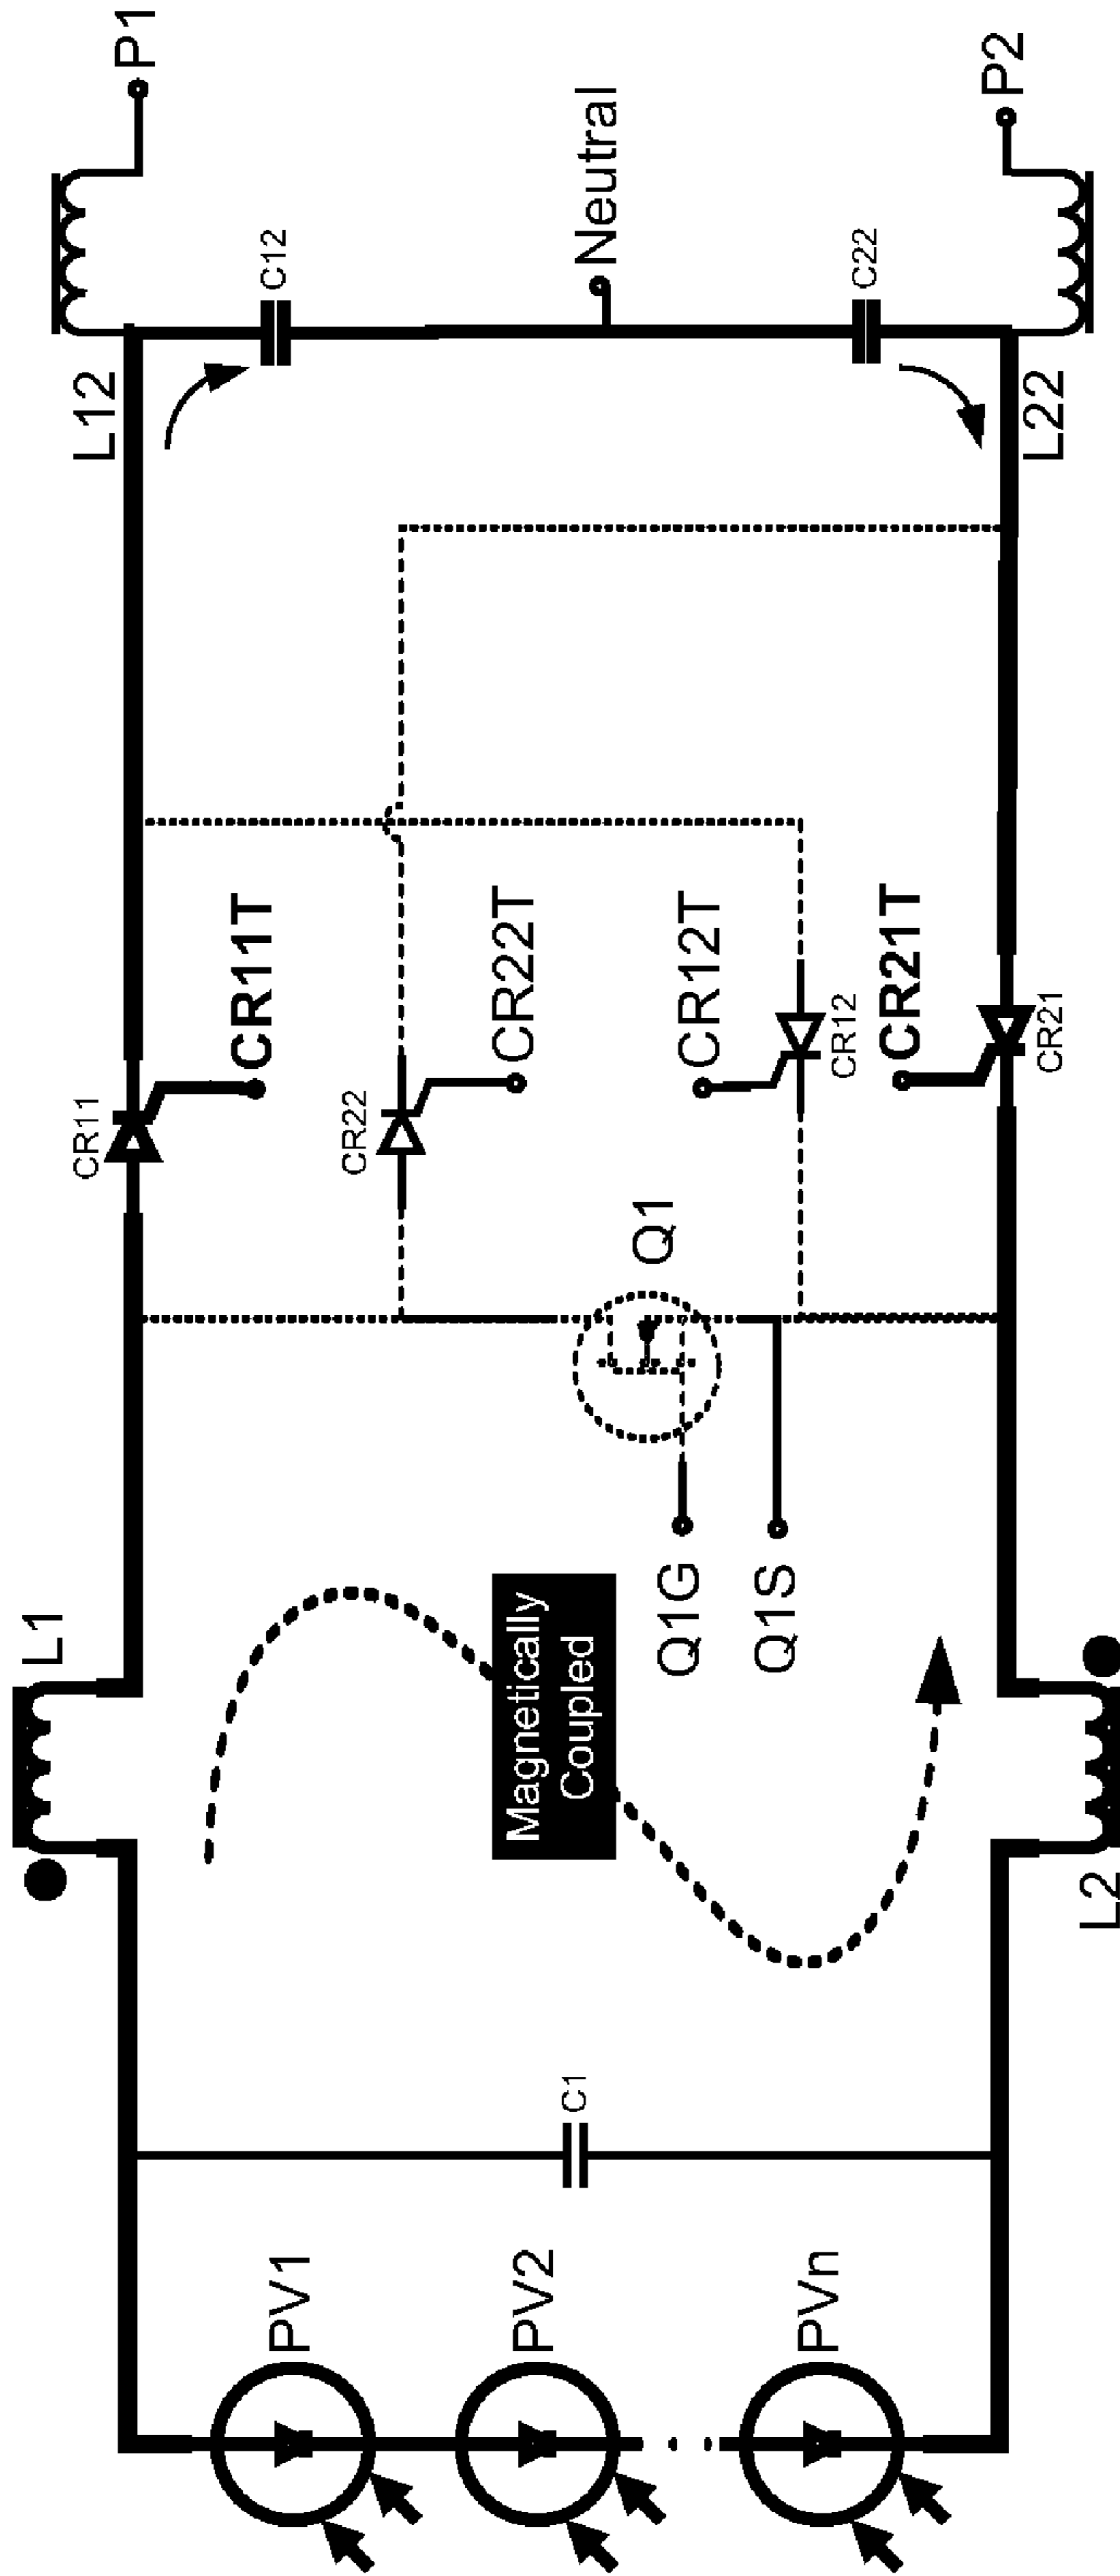 PV1
PV2
PVn
C1
L1
L2
Magnetically
Coupled
Q1G
Q1S
Q1
CR11
CR11T
CR22
CR22T
CR12T
CR12
CR21T
CR21
L12
C12
P1
Neutral
C22
L22
P2